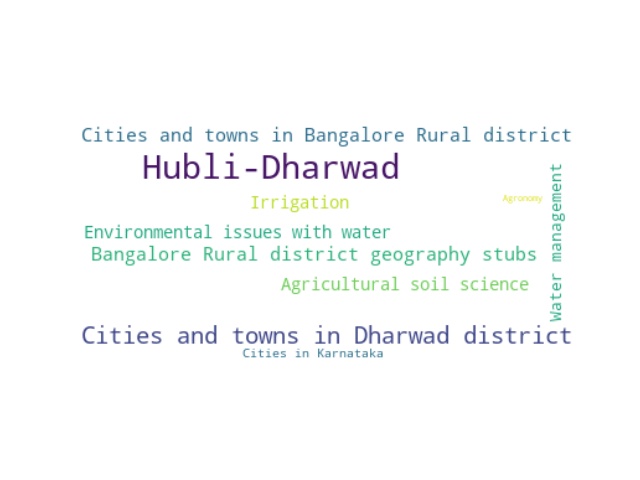 Cities and towns in Bangalore Rural district
Hubli-Dharwad
Irrigation
Agronomy
Water management
Environmental issues with water
Bangalore Rural district geography stubs
Agricultural soil science
Cities and towns in Dharwad district
Cities in Karnataka